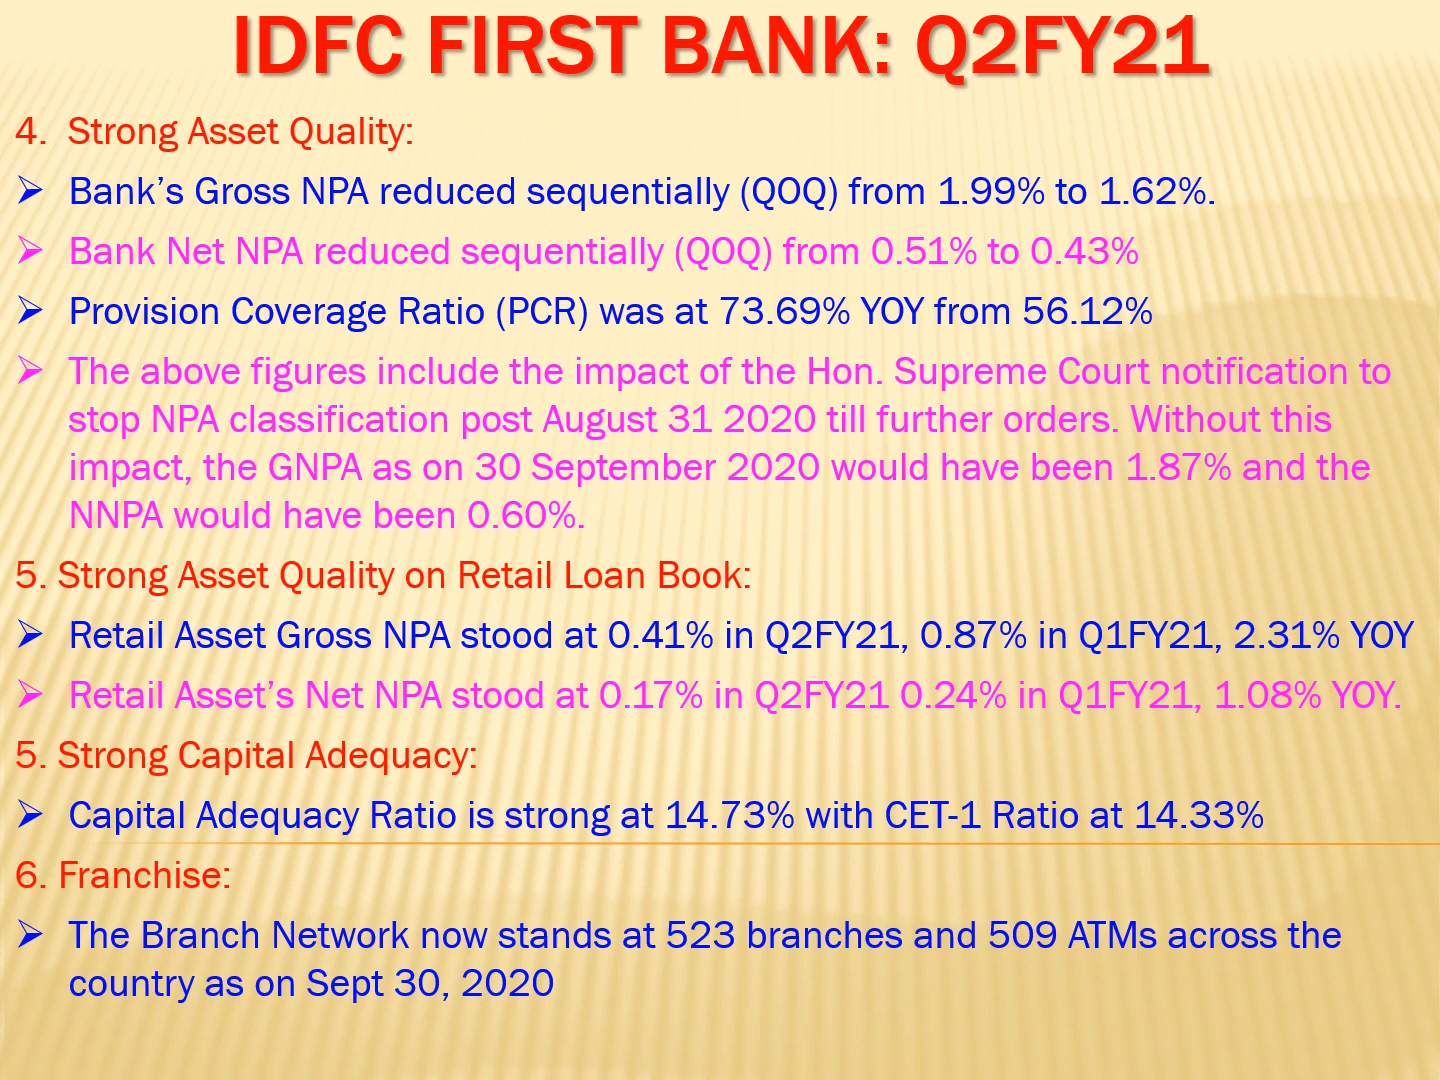 IDFC FIRST BANK: Q2FY21
4. Strong Asset Quality:
➢ Bank’s Gross NPA reduced sequentially (QOQ) from 1.99% to 1.62%.
➢ Bank Net NPA reduced sequentially (QOQ) from 0.51% to 0.43%
➢ Provision Coverage Ratio (PCR) was at 73.69% YOY from 56.12%
➢ The above figures include the impact of the Hon. Supreme Court notification to
stop NPA classification post August 31 2020 till further orders. Without this
impact, the GNPA as on 30 September 2020 would have been 1.87% and the
NNPA would have been 0.60%.
5. Strong Asset Quality on Retail Loan Book:
➢ Retail Asset Gross NPA stood at 0.41% in Q2FY21, 0.87% in Q1FY21, 2.31% YOY
➢ Retail Asset’s Net NPA stood at 0.17% in Q2FY21 0.24% in Q1FY21, 1.08% YOY.
5. Strong Capital Adequacy:
➢ Capital Adequacy Ratio is strong at 14.73% with CET-1 Ratio at 14.33%
6. Franchise:
➢ The Branch Network now stands at 523 branches and 509 ATMs across the
country as on Sept 30, 2020